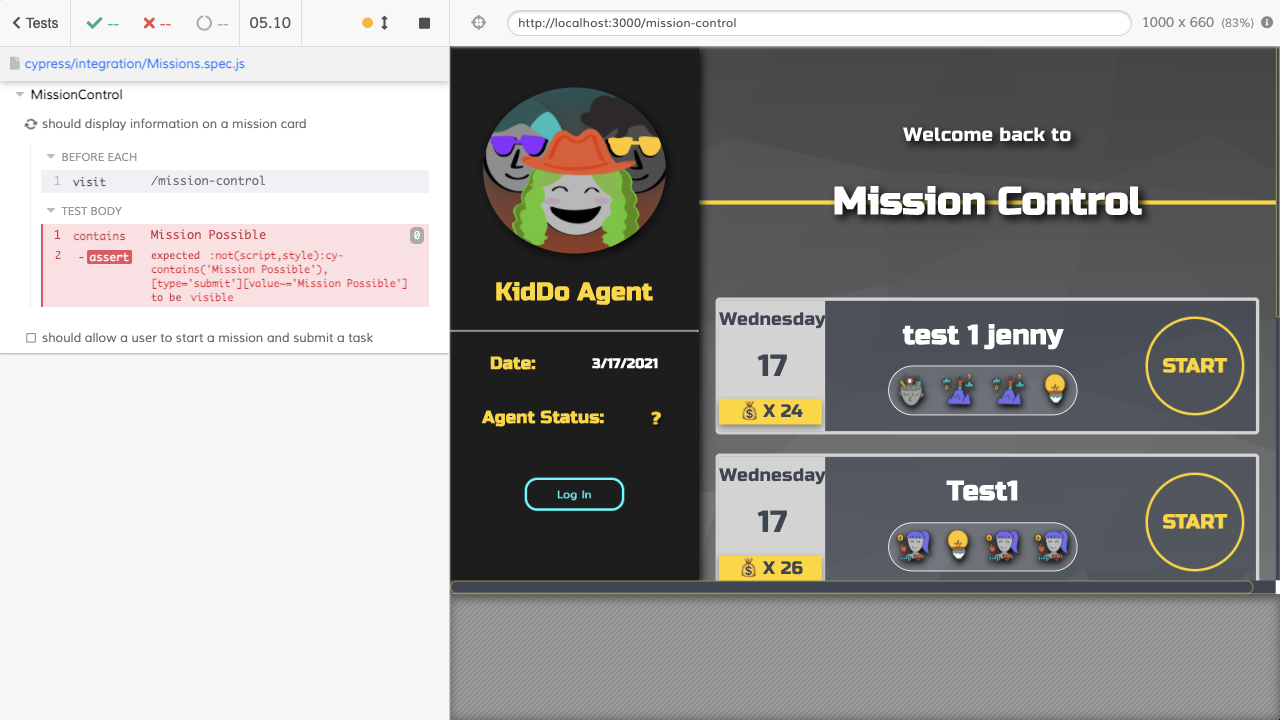 Tests
--
--
--
05.10
http://localhost:3000/mission-control
1000 x 660 (83%)
cypress/integration/Missions.spec.js
MissionControl
should display information on a mission card
BEFORE EACH
1 visit /mission-control
TEST BODY
1 contains Mission Possible 0
2 - assert expected :not(script,style):cy-
contains('Mission Possible'),
[type='submit'][value~='Mission Possible']
to be visible
should allow a user to start a mission and submit a task
KidDo Agent
Date: 3/17/2021
Agent Status: ?
Log In
Welcome back to
Mission Control
Wednesday
17
X 24
test 1 jenny
START
Wednesday
17
X 26
Test1
START